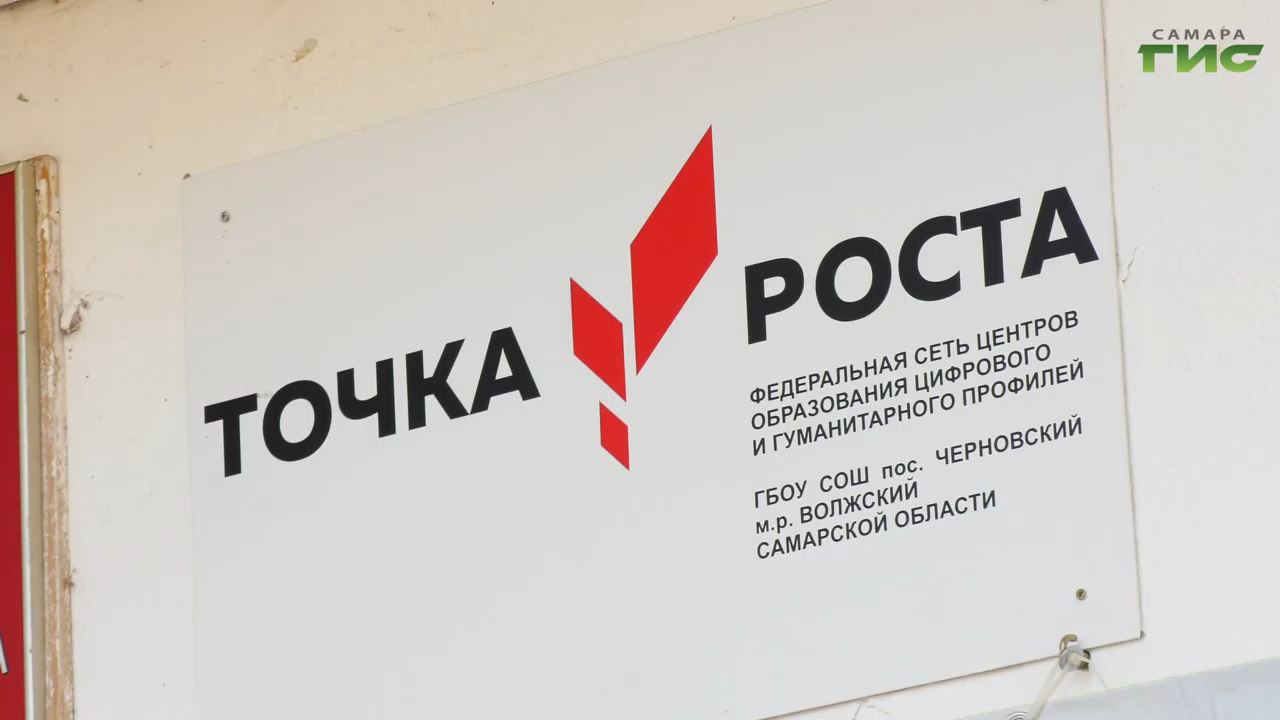 САМАРА
ГИС
ТОЧКА РОСТА
ФЕДЕРАЛЬНАЯ СЕТЬ ЦЕНТРОВ
ОБРАЗОВАНИЯ ЦИФРОВОГО
И ГУМАНИТАРНОГО ПРОФИЛЕЙ
ГБОУ СОШ пос. ЧЕРНОВСКИЙ
м.р. ВОЛЖСКИЙ
САМАРСКОЙ ОБЛАСТИ